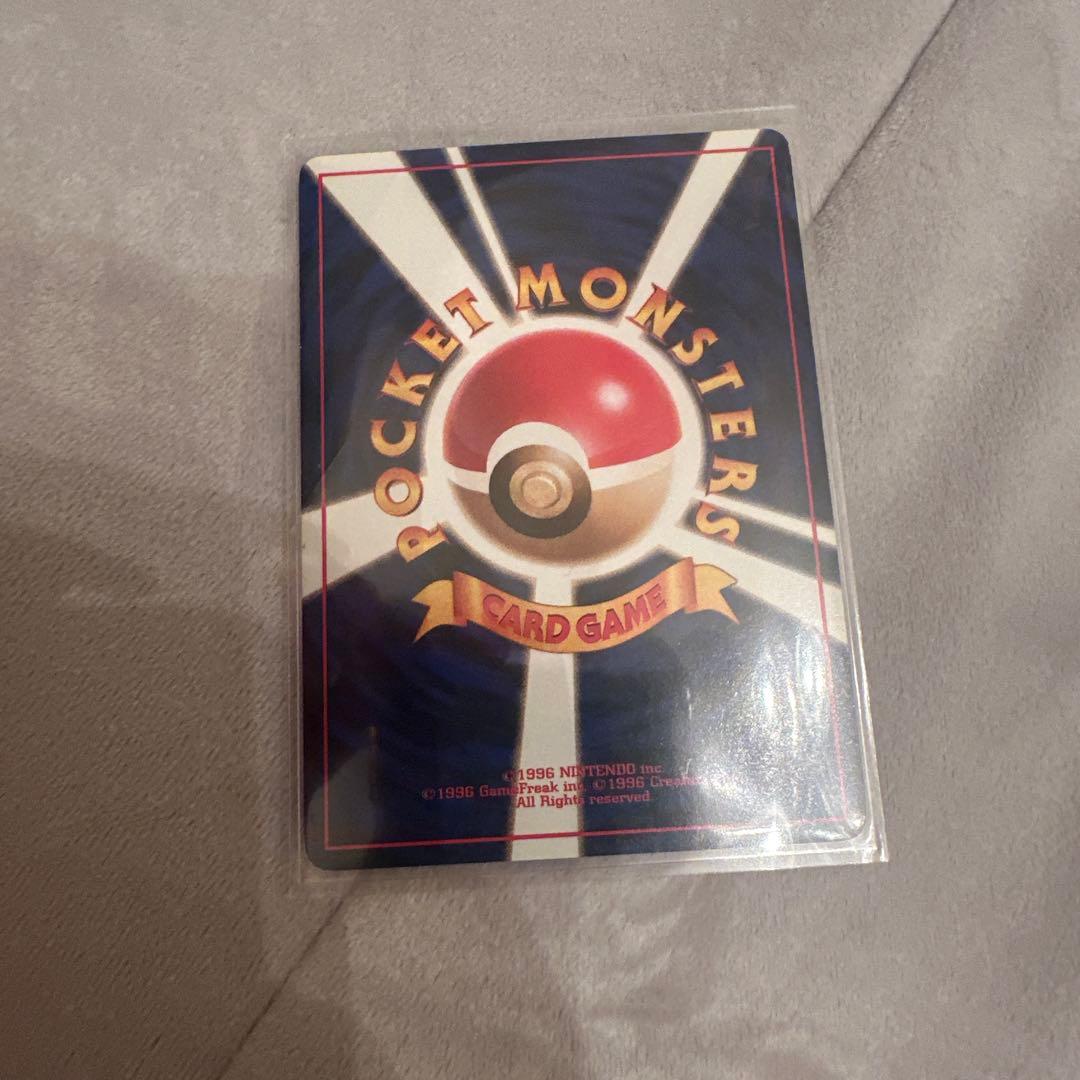 POCKET MONSTERS
CARD GAME
©1996 NINTENDO inc.
©1996 GameFreak inc. ©1996
All Rights reserved.